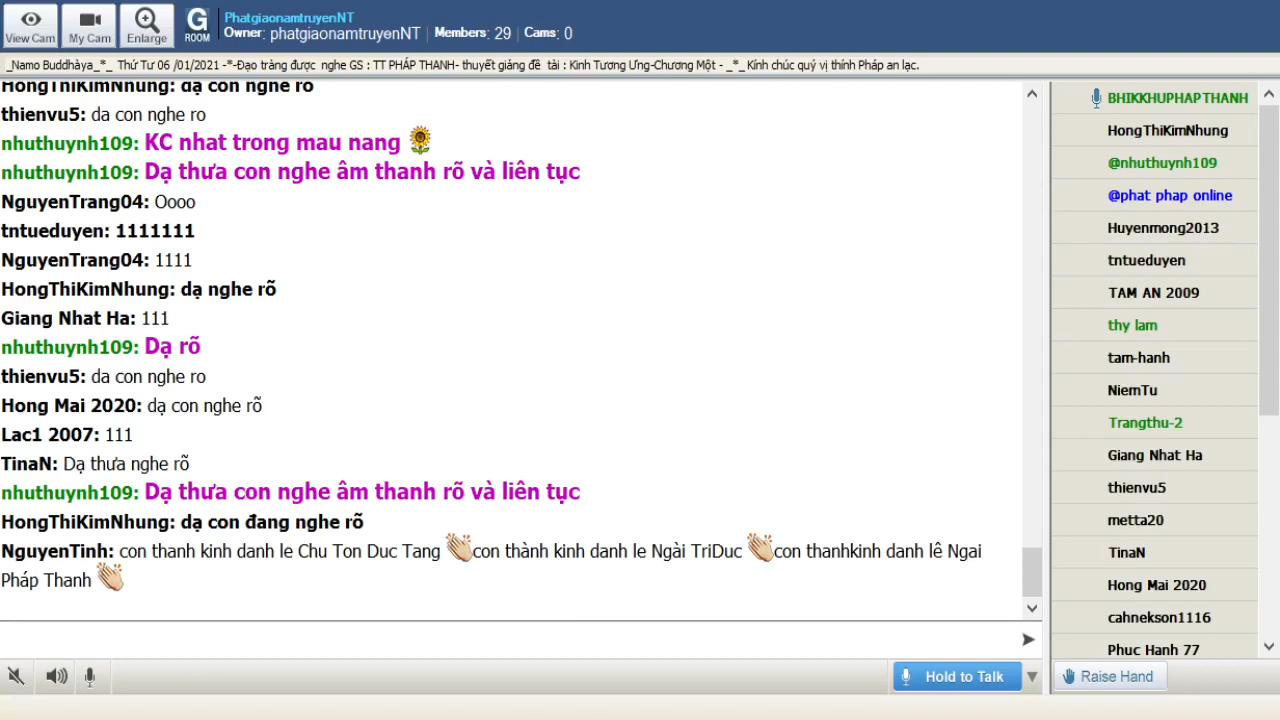 View Cam
My Cam
Enlarge
G
ROOM
PhatgiaonamtruyenNT
Owner: phatgiaonamtruyenNT | Members: 29 | Cams: 0
_Namo Buddhàya_*_ Thứ Tư 06 /01/2021 -*-Đạo tràng được nghe GS : TT PHÁP THANH- thuyết giảng đề tài : Kinh Tương Ưng-Chương Một - _*_Kính chúc quý vị thính Pháp an lạc.
HongThiKimNhung: dạ con nghe rõ
thienvu5: da con nghe ro
nhuthuynh109: KC nhat trong mau nang
nhuthuynh109: Dạ thưa con nghe âm thanh rõ và liên tục
NguyenTrang04: Oooo
tntueduyen: 1111111
NguyenTrang04: 1111
HongThiKimNhung: dạ nghe rõ
Giang Nhat Ha: 111
nhuthuynh109: Dạ rõ
thienvu5: da con nghe ro
Hong Mai 2020: dạ con nghe rõ
Lac1 2007: 111
TinaN: Dạ thưa nghe rõ
nhuthuynh109: Dạ thưa con nghe âm thanh rõ và liên tục
HongThiKimNhung: dạ con đang nghe rõ
NguyenTinh: con thanh kinh danh le Chu Ton Duc Tang con thành kinh danh le Ngài TriDuc con thanhkinh danh lê Ngai
Pháp Thanh
BHIKKHUPHAPTHANH
HongThiKimNhung
@nhuthuynh109
@phat phap online
Huyenmong2013
tntueduyen
TAM AN 2009
thy lam
tam-hanh
NiemTu
Trangthu-2
Giang Nhat Ha
thienvu5
metta20
TinaN
Hong Mai 2020
cahnekson1116
Phuc Hanh 77
Hold to Talk
Raise Hand